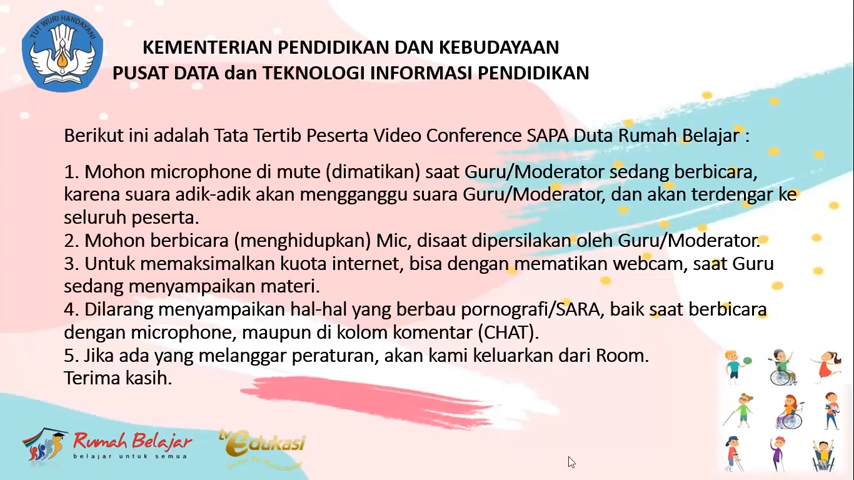 TUT WURI HANDAYANI
KEMENTERIAN PENDIDIKAN DAN KEBUDAYAAN
PUSAT DATA dan TEKNOLOGI INFORMASI PENDIDIKAN
Berikut ini adalah Tata Tertib Peserta Video Conference SAPA Duta Rumah Belajar :
1. Mohon microphone di mute (dimatikan) saat Guru/Moderator sedang berbicara,
karena suara adik-adik akan mengganggu suara Guru/Moderator, dan akan terdengar ke
seluruh peserta.
2. Mohon berbicara (menghidupkan) Mic, disaat dipersilakan oleh Guru/Moderator.
3. Untuk memaksimalkan kuota internet, bisa dengan mematikan webcam, saat Guru
sedang menyampaikan materi.
4. Dilarang menyampaikan hal-hal yang berbau pornografi/SARA, baik saat berbicara
dengan microphone, maupun di kolom komentar (CHAT).
5. Jika ada yang melanggar peraturan, akan kami keluarkan dari Room.
Terima kasih.
Rumah Belajar
belajar untuk semua
tv edukasi